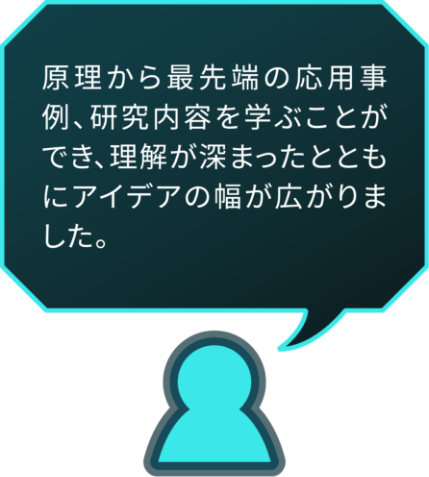 原理から最先端の応用事
例、研究内容を学ぶことが
でき、理解が深まったととも
にアイデアの幅が広がりま
した。